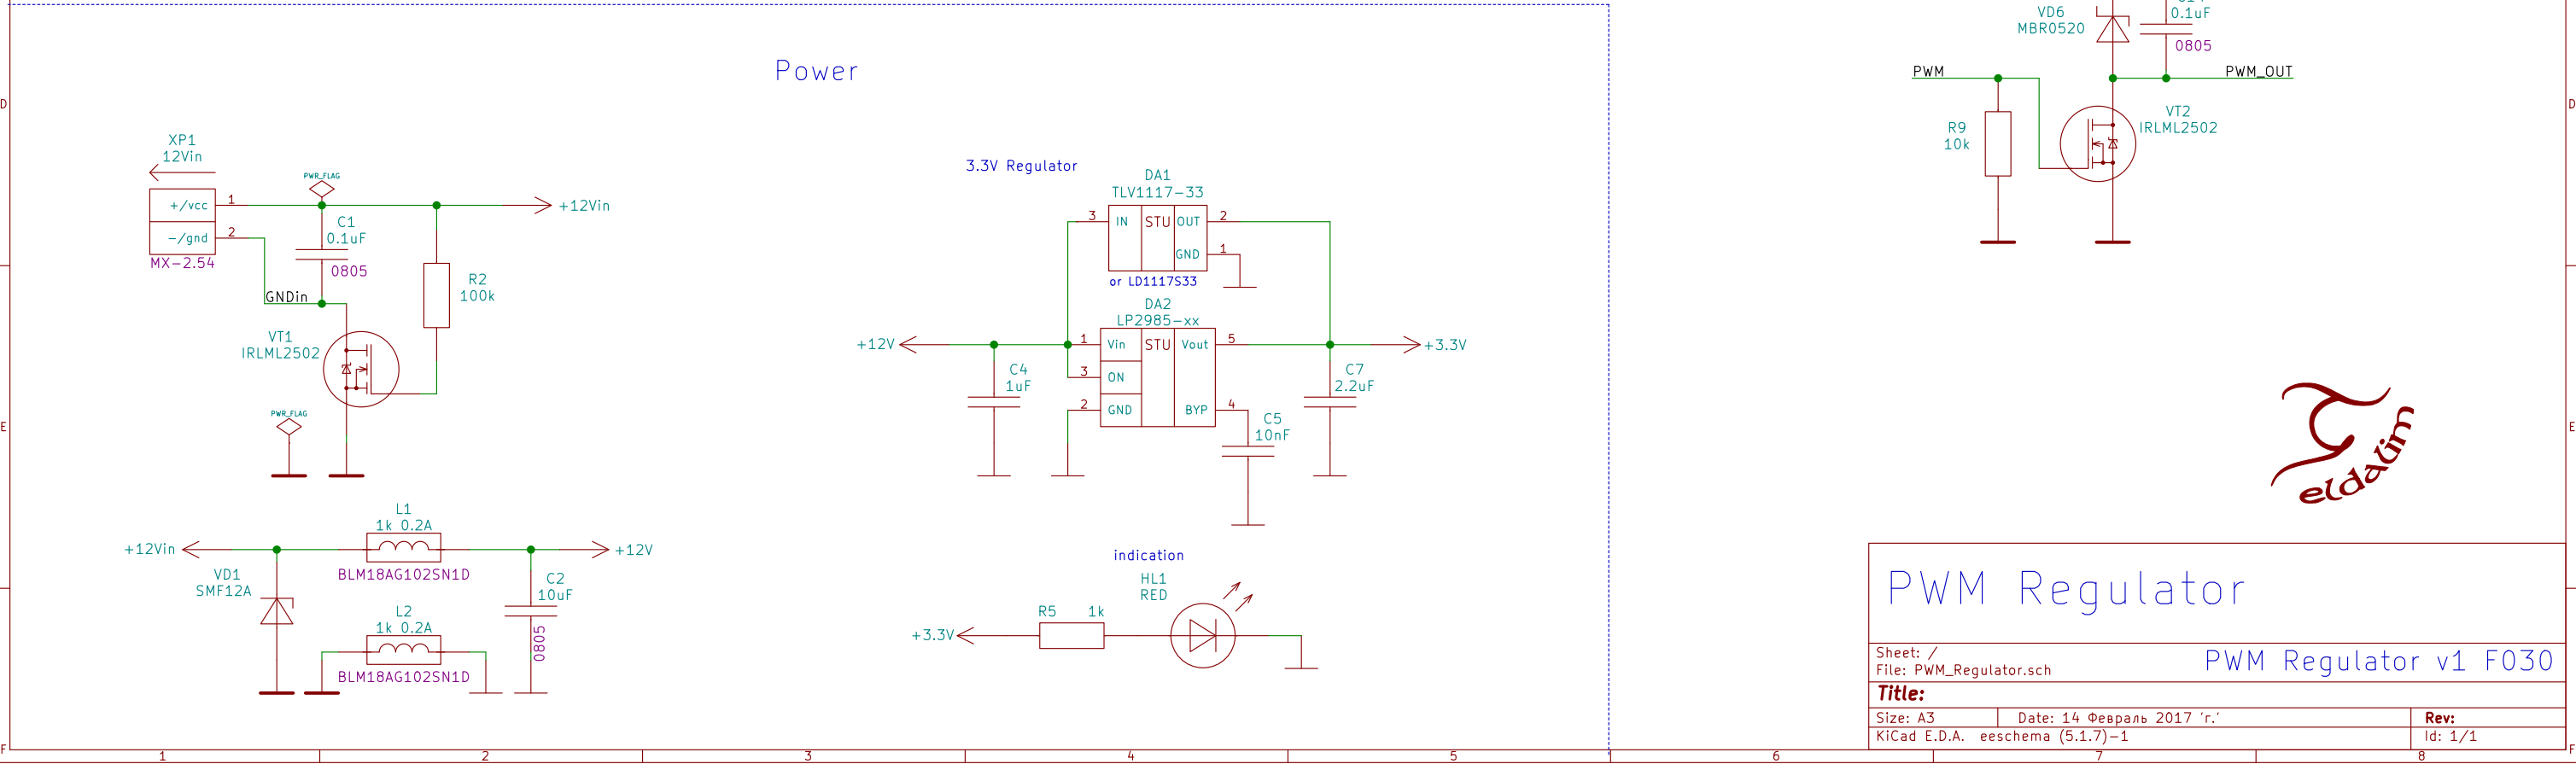 Power
XP1
12Vin
+/vcc
1
-/gnd
2
MX-2.54
PWR_FLAG
C1
0.1uF
0805
+12Vin
GNDin
R2
100k
VT1
IRLML2502
PWR_FLAG
+12Vin
VD1
SMF12A
L1
1k 0.2A
BLM18AG102SN1D
L2
1k 0.2A
BLM18AG102SN1D
+12V
C2
10uF
0805
3.3V Regulator
DA1
TLV1117-33
3
IN
STU
OUT
2
GND
1
or LD1117S33
DA2
LP2985-xx
+12V
1
Vin
STU
Vout
5
3
ON
2
GND
BYP
4
+3.3V
C4
1uF
C5
10nF
C7
2.2uF
indication
HL1
RED
R5 1k
+3.3V
VD6
MBR0520
0.1uF
0805
PWM
PWM_OUT
R9
10k
VT2
IRLML2502
eldalim
PWM Regulator
Sheet: /
File: PWM_Regulator.sch
PWM Regulator v1 F030
Title:
Size: A3
Date: 14 Февраль 2017 'г.'
Rev:
KiCad E.D.A. eeschema (5.1.7)-1
Id: 1/1
D
E
F
D
E
F
1
2
3
4
5
6
7
8